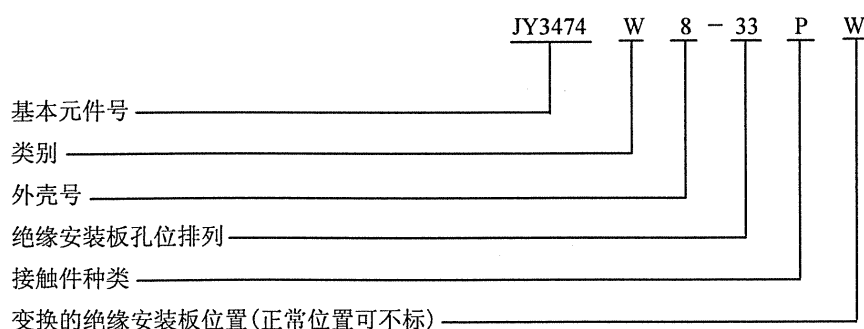 JY3474 W 8 - 33 P W
基本元件号
类别
外壳号
绝缘安装板孔位排列
接触件种类
变换的绝缘安装板位置(正常位置可不标)